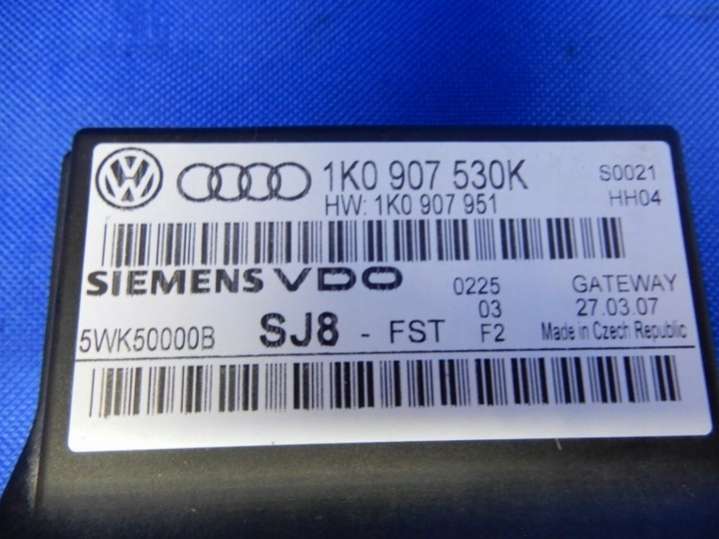 1K0 907 530K S0021
HW: 1K0 907 951 HH04
SIEMENS VDO 0225 GATEWAY
03 27.03.07
5WK50000B SJ8 - FST F2 Made in Czech Republic